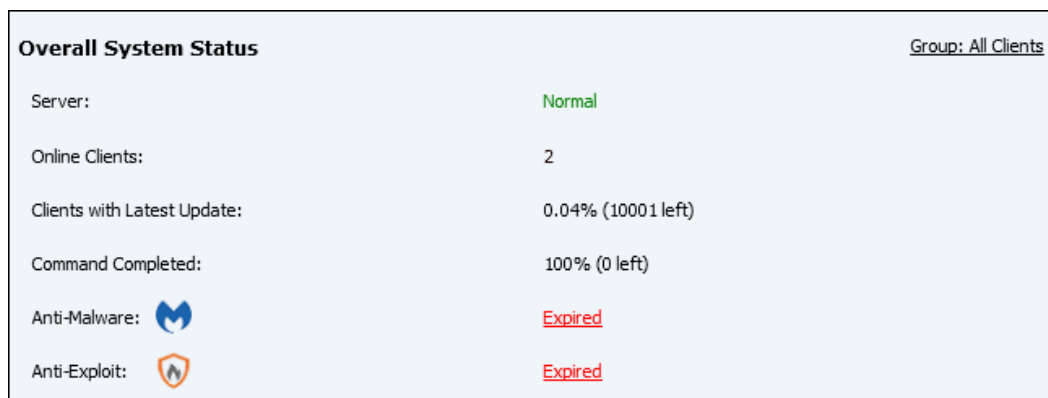 Overall System Status Group: All Clients
Server: Normal
Online Clients: 2
Clients with Latest Update: 0.04% (10001 left)
Command Completed: 100% (0 left)
Anti-Malware: Expired
Anti-Exploit: Expired